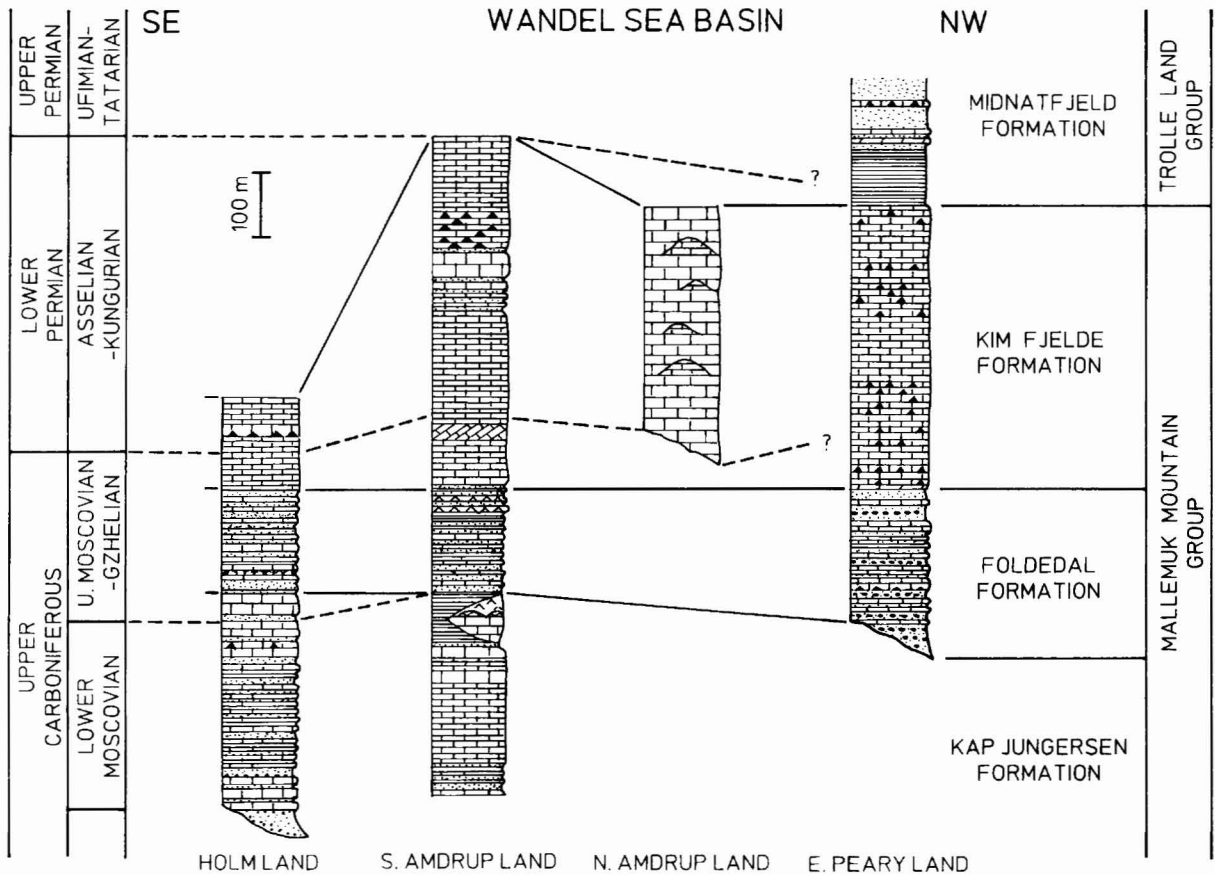 SE
WANDEL SEA BASIN
NW
UPPER
PERMIAN
UFIMIAN-
TATARIAN
LOWER
PERMIAN
ASSELIAN
-KUNGURIAN
UPPER
CARBONIFEROUS
U. MOSCOVIAN
-GZHELIAN
LOWER
MOSCOVIAN
100 m
?
?
MIDNATFJELD
FORMATION
KIM FJELDE
FORMATION
FOLDEDAL
FORMATION
KAP JUNGERSEN
FORMATION
TROLLE LAND
GROUP
MALLEMUK MOUNTAIN
GROUP
HOLM LAND
S. AMDRUP LAND
N. AMDRUP LAND
E. PEARY LAND